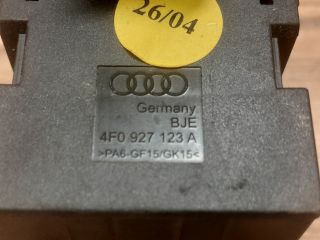 26/04
Germany
BJE
4F0 927 123 A
>PA6-GF15/GK15<